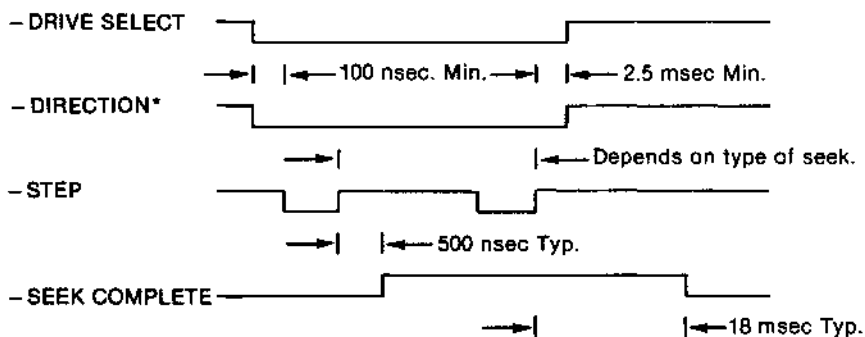 – DRIVE SELECT
100 nsec. Min.
2.5 msec Min.
– DIRECTION*
Depends on type of seek.
– STEP
500 nsec Typ.
– SEEK COMPLETE
18 msec Typ.